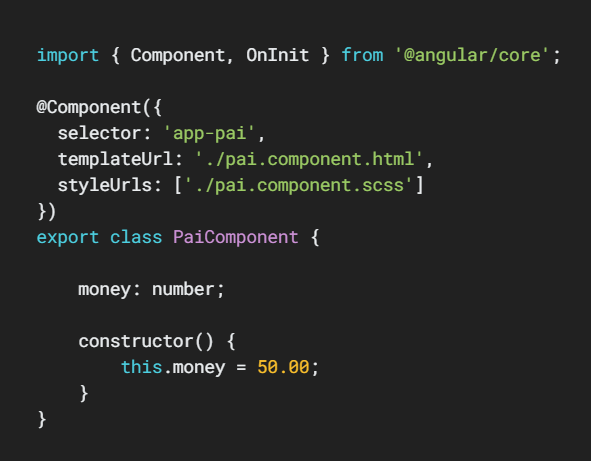 import { Component, OnInit } from '@angular/core';
@Component({
  selector: 'app-pai',
  templateUrl: './pai.component.html',
  styleUrls: ['./pai.component.scss']
})
export class PaiComponent {
    money: number;
    constructor() {
        this.money = 50.00;
    }
}